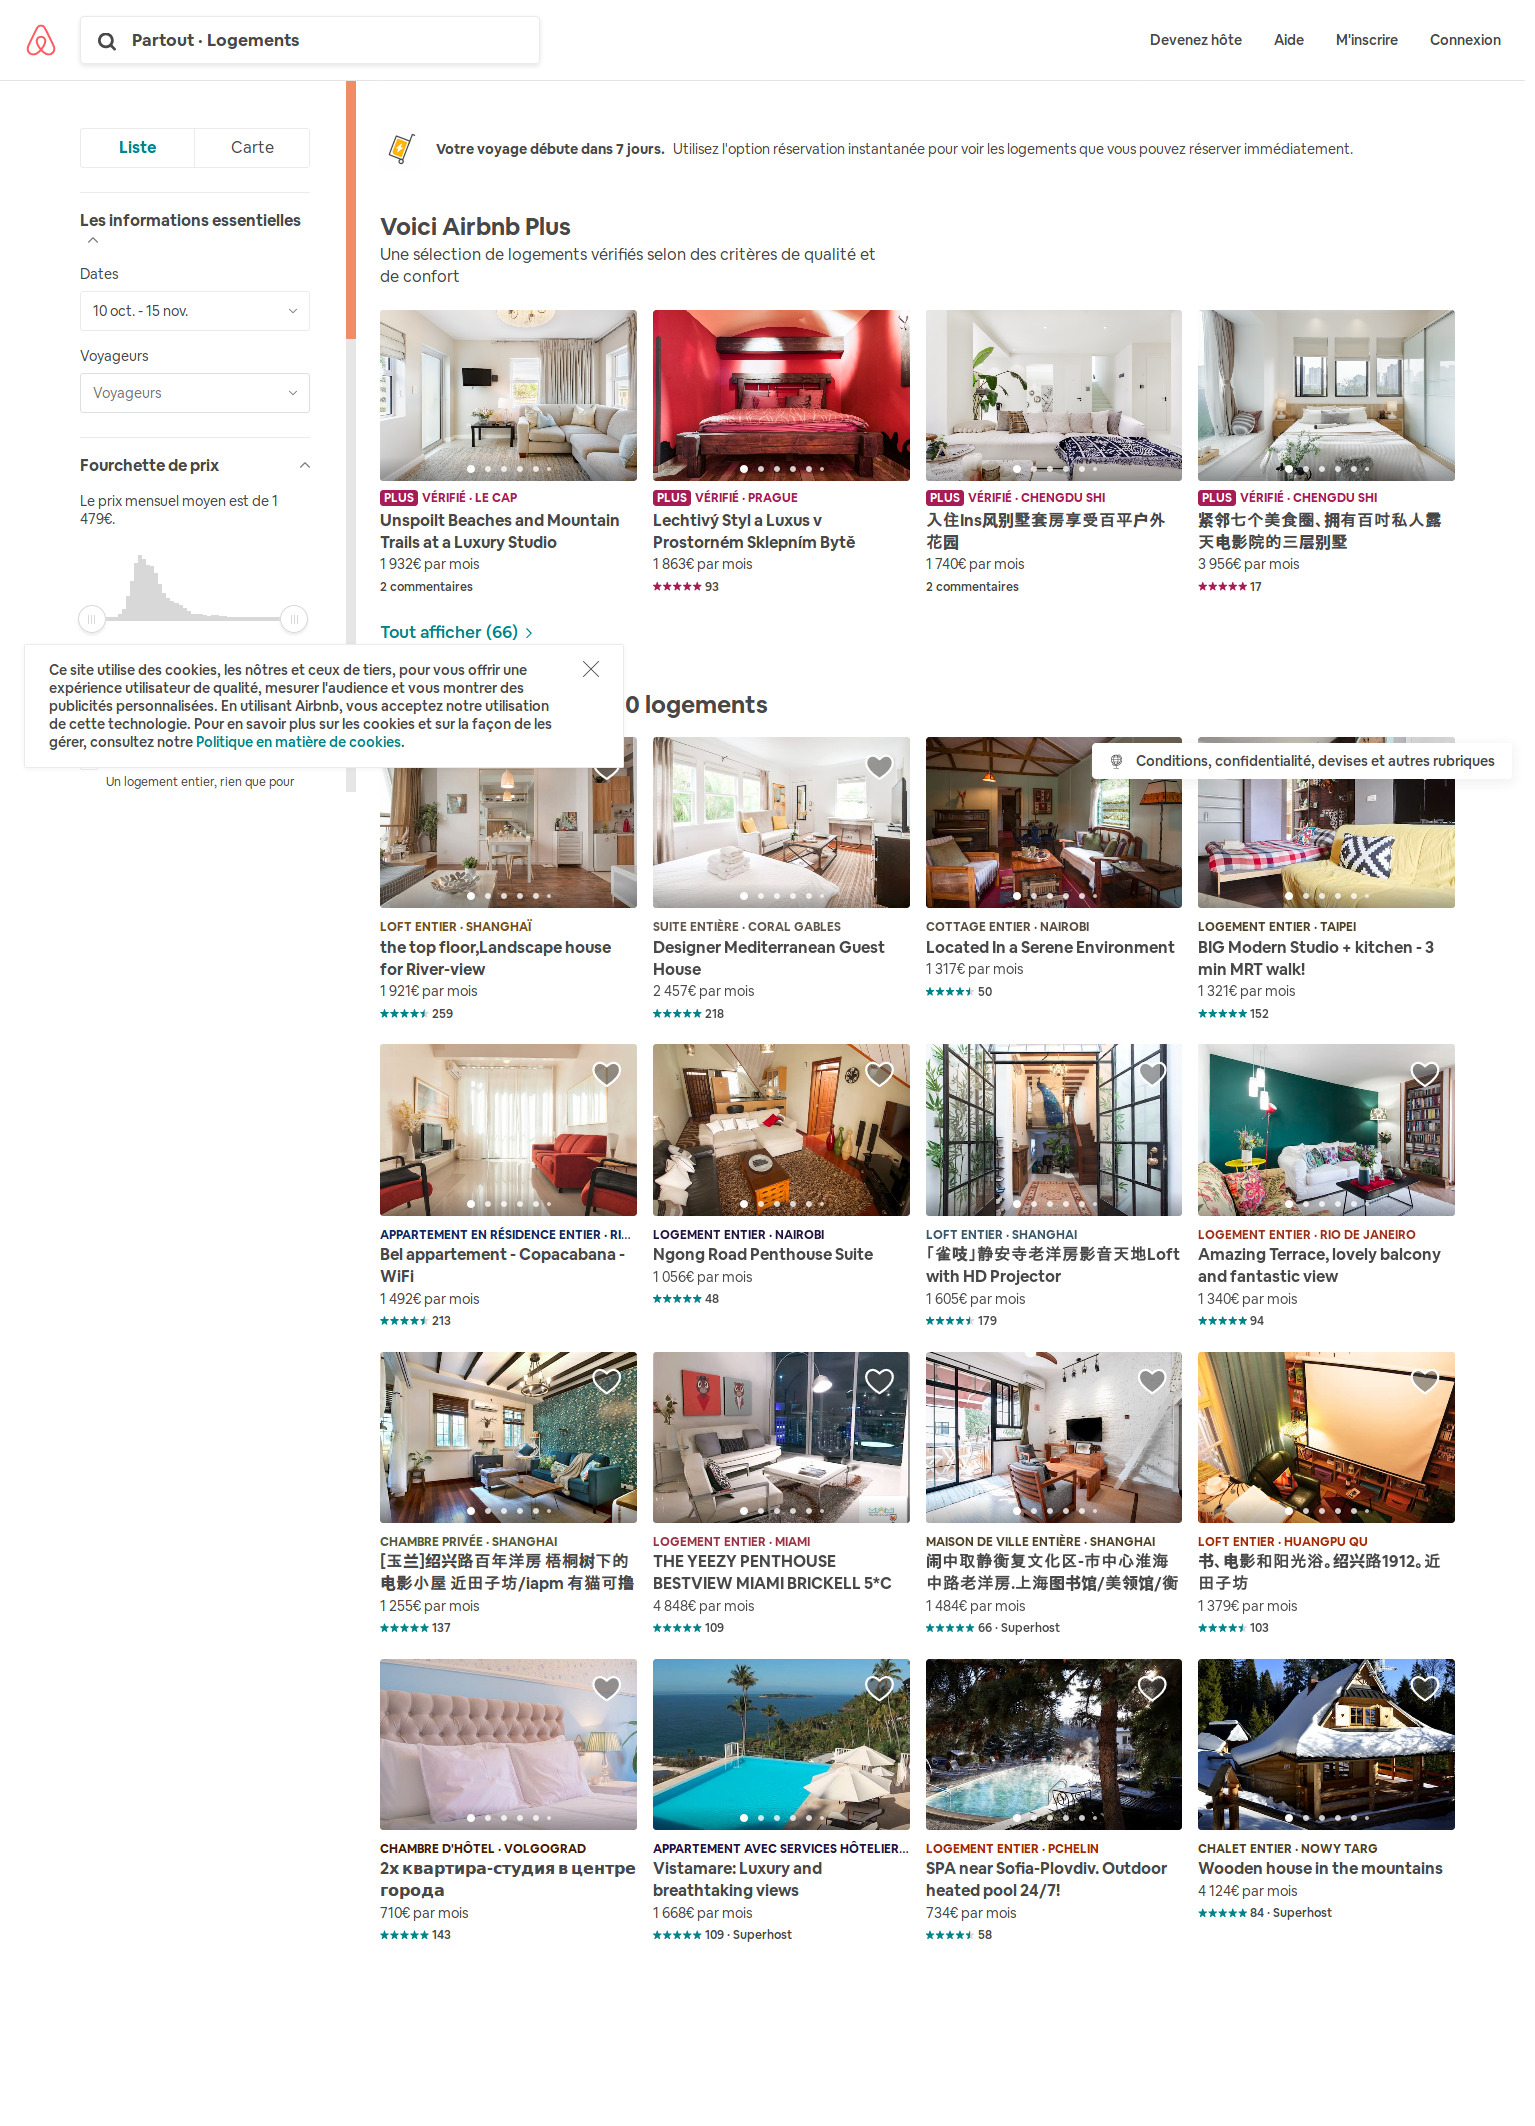 Partout · Logements
Devenez hôte
Aide
M'inscrire
Connexion
Liste
Carte
Les informations essentielles
Dates
10 oct. - 15 nov.
Voyageurs
Voyageurs
Fourchette de prix
Le prix mensuel moyen est de 1
479€.
Ce site utilise des cookies, les nôtres et ceux de tiers, pour vous offrir une
expérience utilisateur de qualité, mesurer l'audience et vous montrer des
publicités personnalisées. En utilisant Airbnb, vous acceptez notre utilisation
de cette technologie. Pour en savoir plus sur les cookies et sur la façon de les
gérer, consultez notre Politique en matière de cookies.
Un logement entier, rien que pour
Votre voyage débute dans 7 jours. Utilisez l'option réservation instantanée pour voir les logements que vous pouvez réserver immédiatement.
Voici Airbnb Plus
Une sélection de logements vérifiés selon des critères de qualité et
de confort
PLUS VÉRIFIÉ · LE CAP
Unspoilt Beaches and Mountain
Trails at a Luxury Studio
1 932€ par mois
2 commentaires
PLUS VÉRIFIÉ · PRAGUE
Lechtivý Styl a Luxus v
Prostorném Sklepním Bytě
1 863€ par mois
93
PLUS VÉRIFIÉ · CHENGDU SHI
入住Ins风别墅套房享受百平户外
花园
1 740€ par mois
2 commentaires
PLUS VÉRIFIÉ · CHENGDU SHI
紧邻七个美食圈、拥有百吋私人露
天电影院的三层别墅
3 956€ par mois
17
Tout afficher (66)
0 logements
Conditions, confidentialité, devises et autres rubriques
LOFT ENTIER · SHANGHAÏ
the top floor,Landscape house
for River-view
1 921€ par mois
259
SUITE ENTIÈRE · CORAL GABLES
Designer Mediterranean Guest
House
2 457€ par mois
218
COTTAGE ENTIER · NAIROBI
Located In a Serene Environment
1 317€ par mois
50
LOGEMENT ENTIER · TAIPEI
BIG Modern Studio + kitchen - 3
min MRT walk!
1 321€ par mois
152
APPARTEMENT EN RÉSIDENCE ENTIER · RI...
Bel appartement - Copacabana -
WiFi
1 492€ par mois
213
LOGEMENT ENTIER · NAIROBI
Ngong Road Penthouse Suite
1 056€ par mois
48
LOFT ENTIER · SHANGHAI
「雀吱」静安寺老洋房影音天地Loft
with HD Projector
1 605€ par mois
179
LOGEMENT ENTIER · RIO DE JANEIRO
Amazing Terrace, lovely balcony
and fantastic view
1 340€ par mois
94
CHAMBRE PRIVÉE · SHANGHAI
[玉兰]绍兴路百年洋房 梧桐树下的
电影小屋 近田子坊/iapm 有猫可撸
1 255€ par mois
137
LOGEMENT ENTIER · MIAMI
THE YEEZY PENTHOUSE
BESTVIEW MIAMI BRICKELL 5*C
4 848€ par mois
109
MAISON DE VILLE ENTIÈRE · SHANGHAI
闹中取静衡复文化区-市中心淮海
中路老洋房.上海图书馆/美领馆/衡
1 484€ par mois
66 · Superhost
LOFT ENTIER · HUANGPU QU
书、电影和阳光浴。绍兴路1912。近
田子坊
1 379€ par mois
103
CHAMBRE D'HÔTEL · VOLGOGRAD
2х квартира-студия в центре
города
710€ par mois
143
APPARTEMENT AVEC SERVICES HÔTELIER...
Vistamare: Luxury and
breathtaking views
1 668€ par mois
109 · Superhost
LOGEMENT ENTIER · PCHELIN
SPA near Sofia-Plovdiv. Outdoor
heated pool 24/7!
734€ par mois
58
CHALET ENTIER · NOWY TARG
Wooden house in the mountains
4 124€ par mois
84 · Superhost